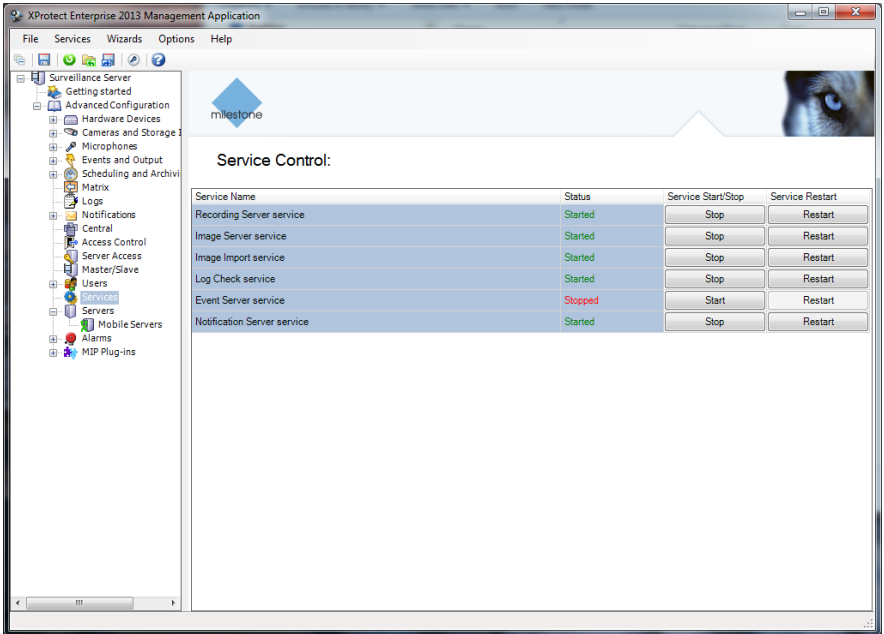 XProtect Enterprise 2013 Management Application
File Services Wizards Options Help
Surveillance Server
Getting started
Advanced Configuration
Hardware Devices
Cameras and Storage I
Microphones
Events and Output
Scheduling and Archivi
Matrix
Logs
Notifications
Central
Access Control
Server Access
Master/Slave
Users
Services
Servers
Mobile Servers
Alarms
MIP Plug-ins
milestone
Service Control:
Service Name Status Service Start/Stop Service Restart
Recording Server service Started Stop Restart
Image Server service Started Stop Restart
Image Import service Started Stop Restart
Log Check service Started Stop Restart
Event Server service Stopped Start Restart
Notification Server service Started Stop Restart